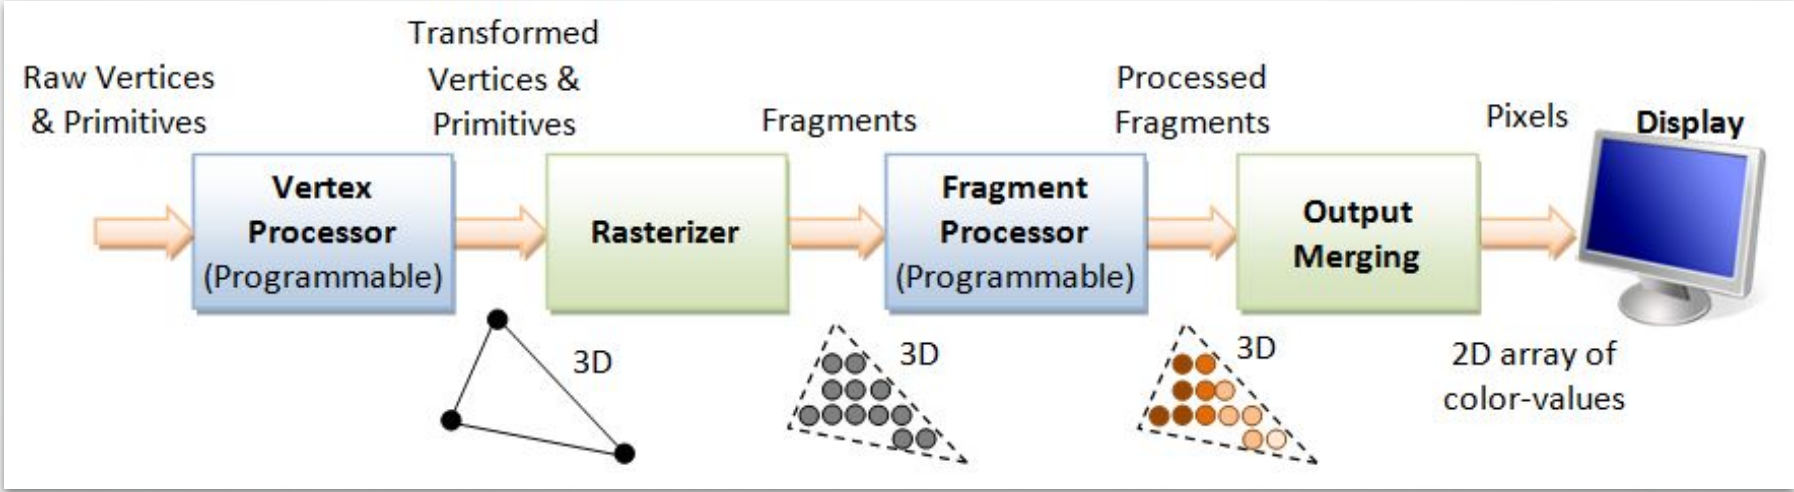 Raw Vertices
& Primitives
Transformed
Vertices &
Primitives
Fragments
Processed
Fragments
Pixels
Display
Vertex
Processor
(Programmable)
Rasterizer
Fragment
Processor
(Programmable)
Output
Merging
3D
3D
3D
2D array of
color-values